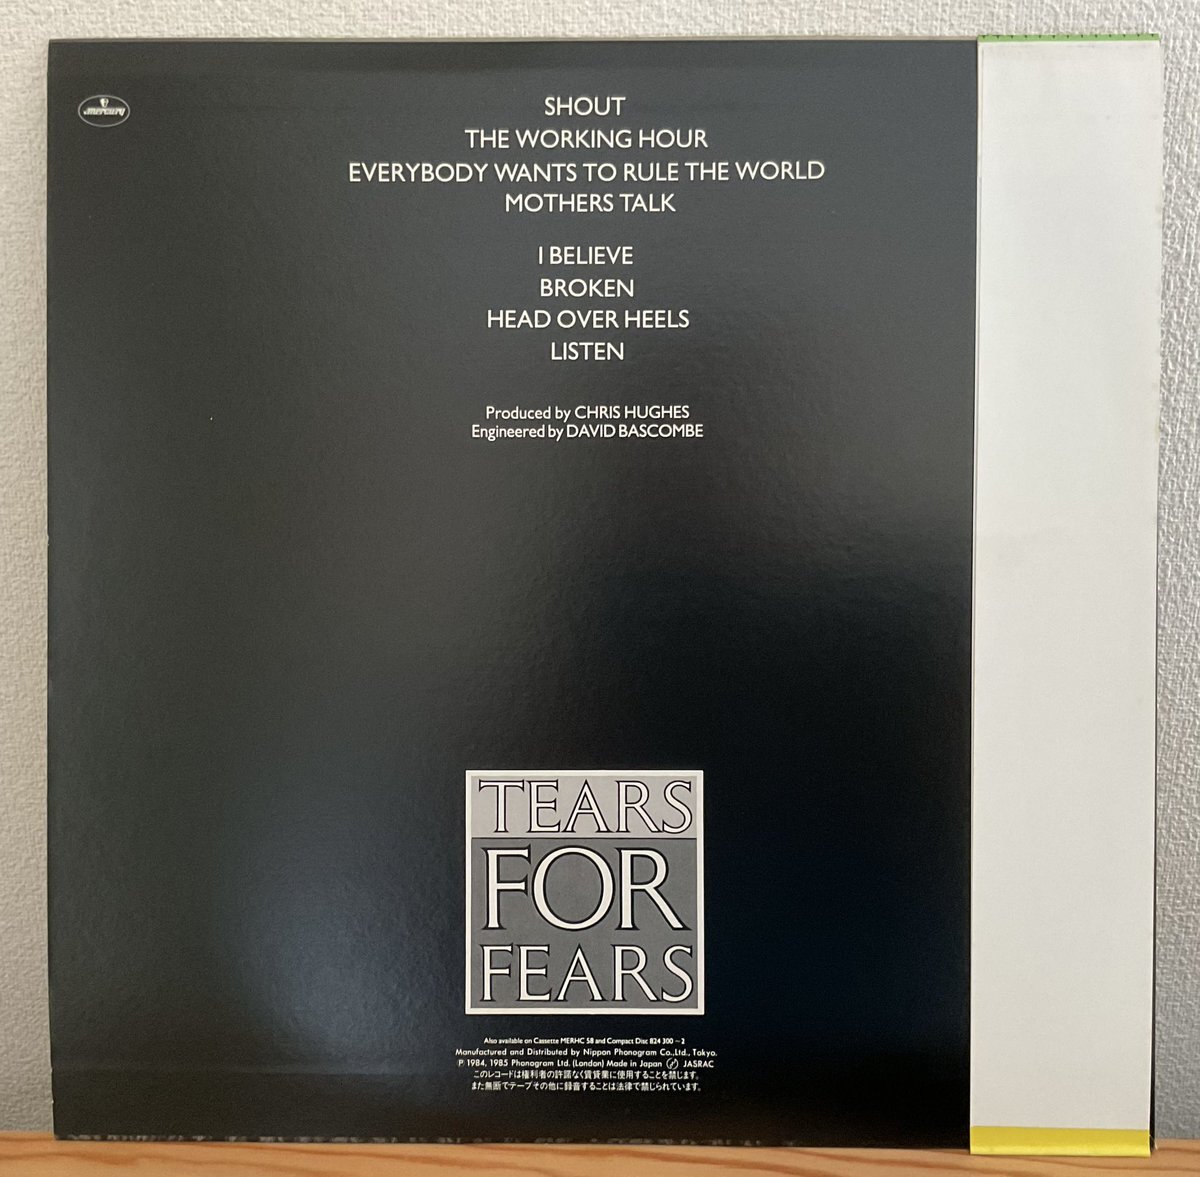 mercury
SHOUT
THE WORKING HOUR
EVERYBODY WANTS TO RULE THE WORLD
MOTHERS TALK
I BELIEVE
BROKEN
HEAD OVER HEELS
LISTEN
Produced by CHRIS HUGHES
Engineered by DAVID BASCOMBE
TEARS
FOR
FEARS
Also available on Cassette MERHC 58 and Compact Disc 824 300 ~ 2
Manufactured and Distributed by Nippon Phonogram Co.,Ltd., Tokyo.
P 1984, 1985 Phonogram Ltd. (London) Made in Japan JASRAC
このレコードは権利者の許諾なく賃貸業に使用することを禁じます。
また無断でテープその他に録音することは法律で禁じられています。